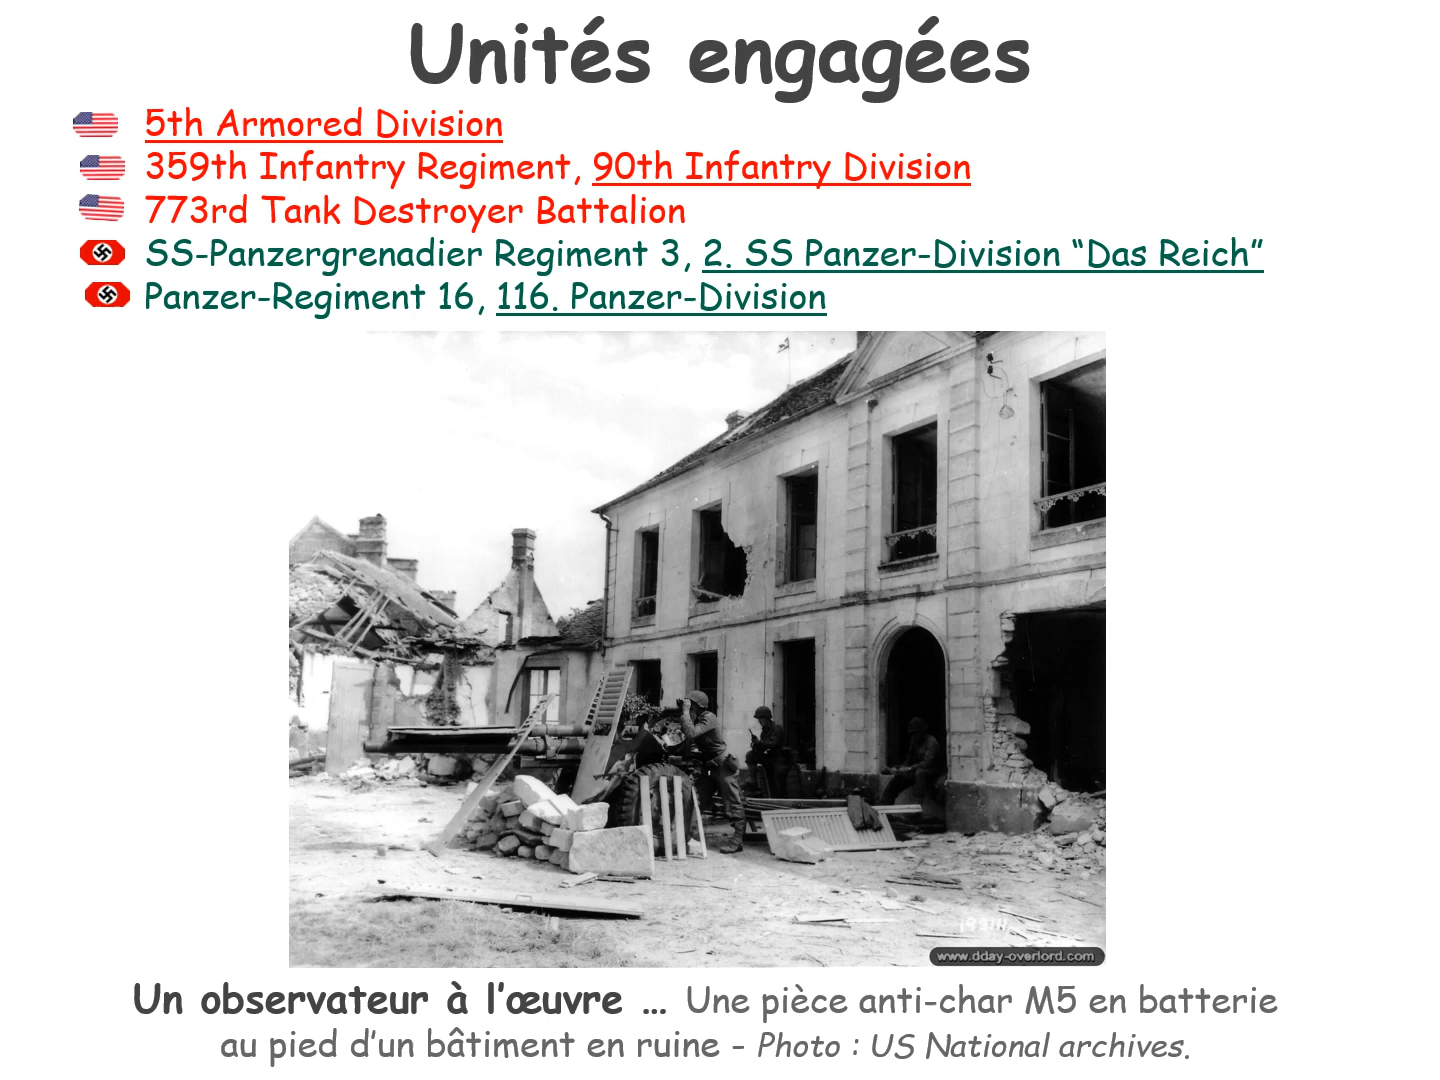 Unités engagées
5th Armored Division
359th Infantry Regiment, 90th Infantry Division
773rd Tank Destroyer Battalion
SS-Panzergrenadier Regiment 3, 2. SS Panzer-Division “Das Reich”
Panzer-Regiment 16, 116. Panzer-Division
www.dday-overlord.com
Un observateur à l’œuvre … Une pièce anti-char M5 en batterie
au pied d’un bâtiment en ruine - Photo : US National archives.